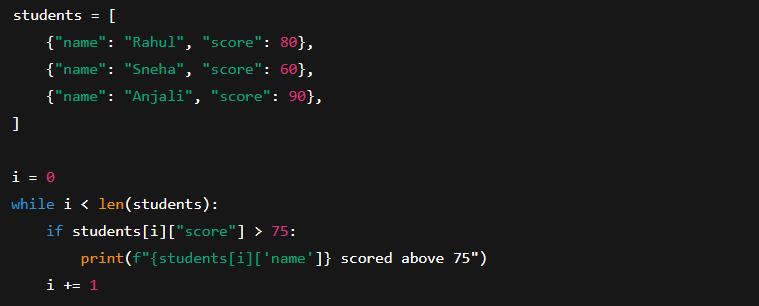 students = [
    {"name": "Rahul", "score": 80},
    {"name": "Sneha", "score": 60},
    {"name": "Anjali", "score": 90},
]

i = 0
while i < len(students):
    if students[i]["score"] > 75:
        print(f"{students[i]['name']} scored above 75")
    i += 1